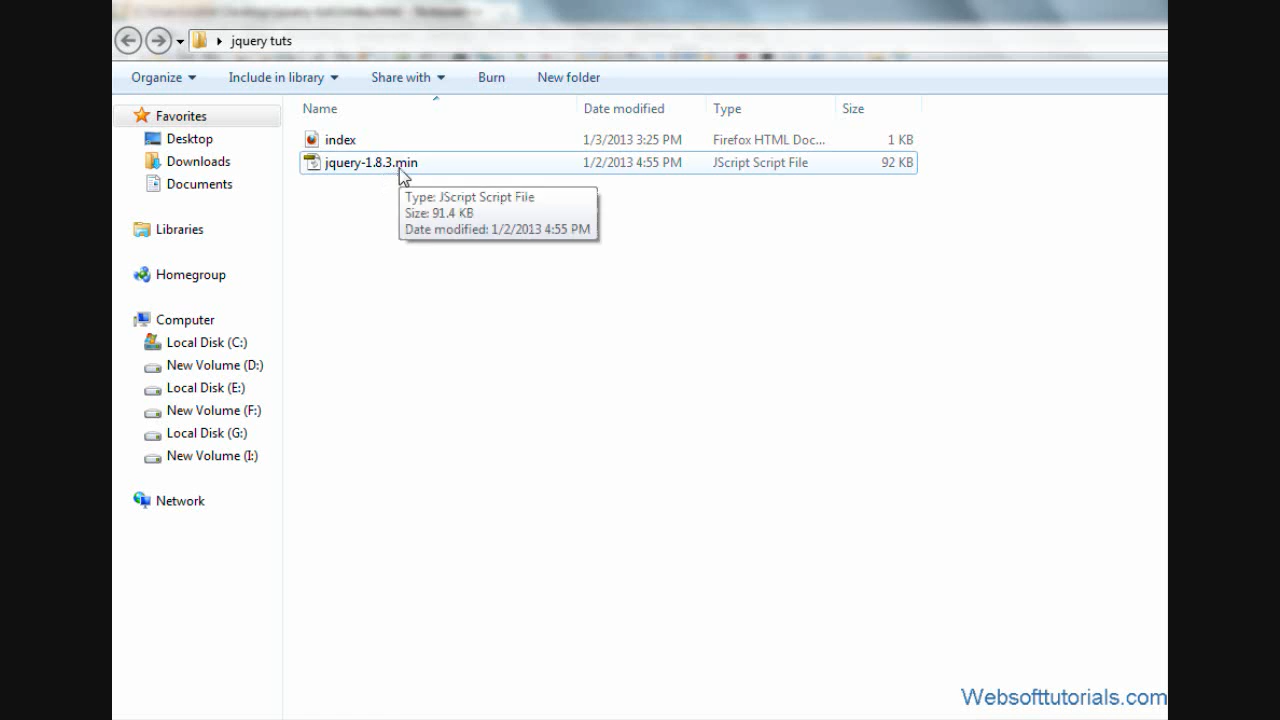 jquery tuts
Organize Include in library Share with Burn New folder
Name Date modified Type Size
index 1/3/2013 3:25 PM Firefox HTML Doc... 1 KB
jquery-1.8.3.min 1/2/2013 4:55 PM JScript Script File 92 KB
Type: JScript Script File
Size: 91.4 KB
Date modified: 1/2/2013 4:55 PM
Favorites
Desktop
Downloads
Documents
Libraries
Homegroup
Computer
Local Disk (C:)
New Volume (D:)
Local Disk (E:)
New Volume (F:)
Local Disk (G:)
New Volume (I:)
Network
Websofttutorials.com